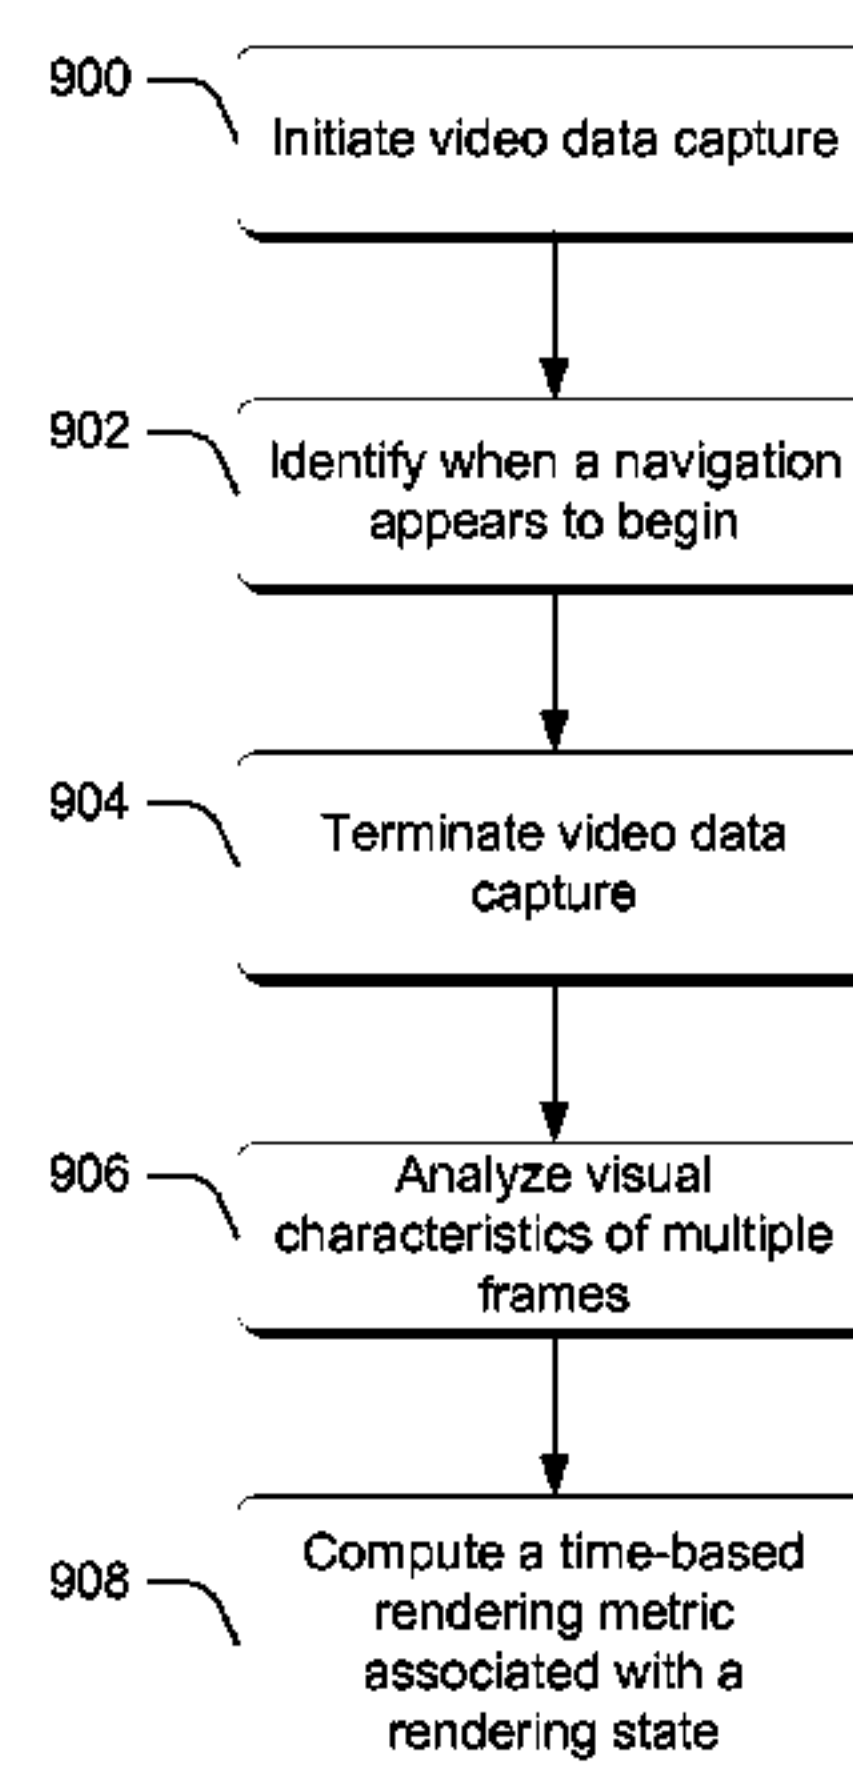 900
Initiate video data capture
902
Identify when a navigation
appears to begin
904
Terminate video data
capture
906
Analyze visual
characteristics of multiple
frames
908
Compute a time-based
rendering metric
associated with a
rendering state